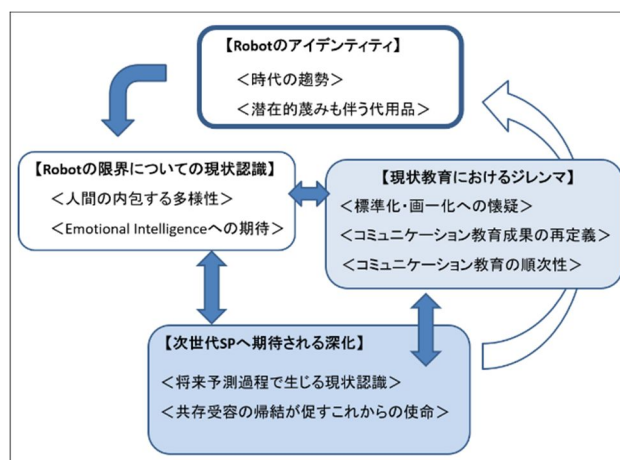 【Robotのアイデンティティ】
＜時代の趨勢＞
＜潜在的蔑みも伴う代用品＞
【Robotの限界についての現状認識】
＜人間の内包する多様性＞
＜Emotional Intelligenceへの期待＞
【現状教育におけるジレンマ】
＜標準化・画一化への懐疑＞
＜コミュニケーション教育成果の再定義＞
＜コミュニケーション教育の順次性＞
【次世代SPへ期待される深化】
＜将来予測過程で生じる現状認識＞
＜共存受容の帰結が促すこれからの使命＞